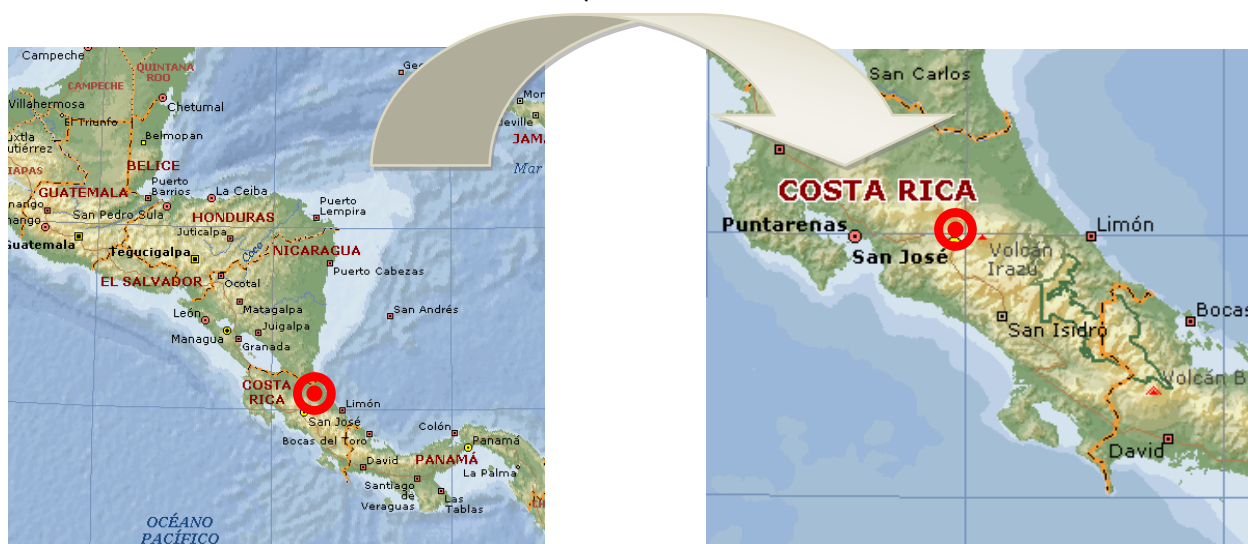 Campeche
QUINTANA
ROO
CAMPECHE
Villahermosa
Chetumal
El Triunfo
Belmopan
BELICE
GUATEMALA
Puerto
Barrios
La Ceiba
Puerto
Lempira
San Pedro Sula
HONDURAS
Juticalpa
Guatemala
Tegucigalpa
Coco
NICARAGUA
Puerto Cabezas
EL SALVADOR
Ocotal
León
Matagalpa
San Andrés
Juigalpa
Managua
Granada
COSTA
RICA
Limón
San José
Bocas del Toro
Colón
Panamá
David
PANAMÁ
La Palma
Santiago
de
Veraguas
Las
Tablas
OCÉANO
PACÍFICO
Mar
JAM
San Carlos
COSTA RICA
Puntarenas
Limón
San José
Volcán
Irazú
San Isidro
Bocas
Volcán B
David